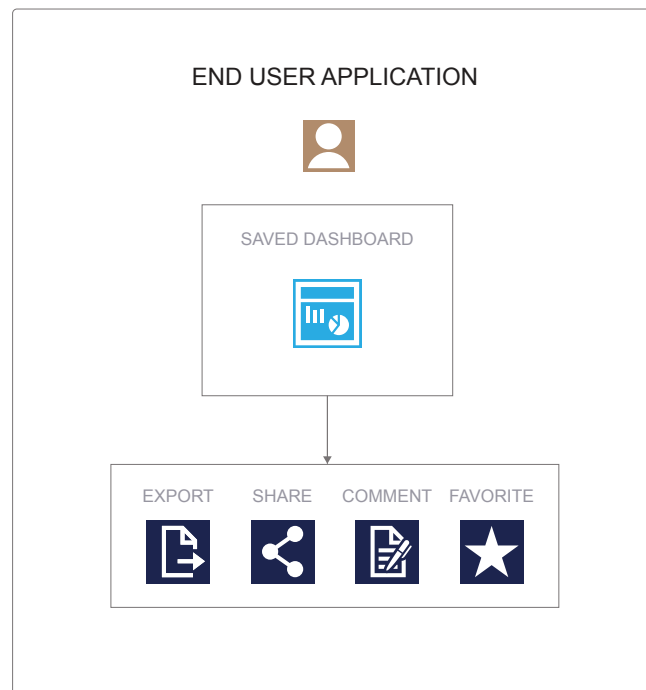 END USER APPLICATION
SAVED DASHBOARD
EXPORT SHARE COMMENT FAVORITE